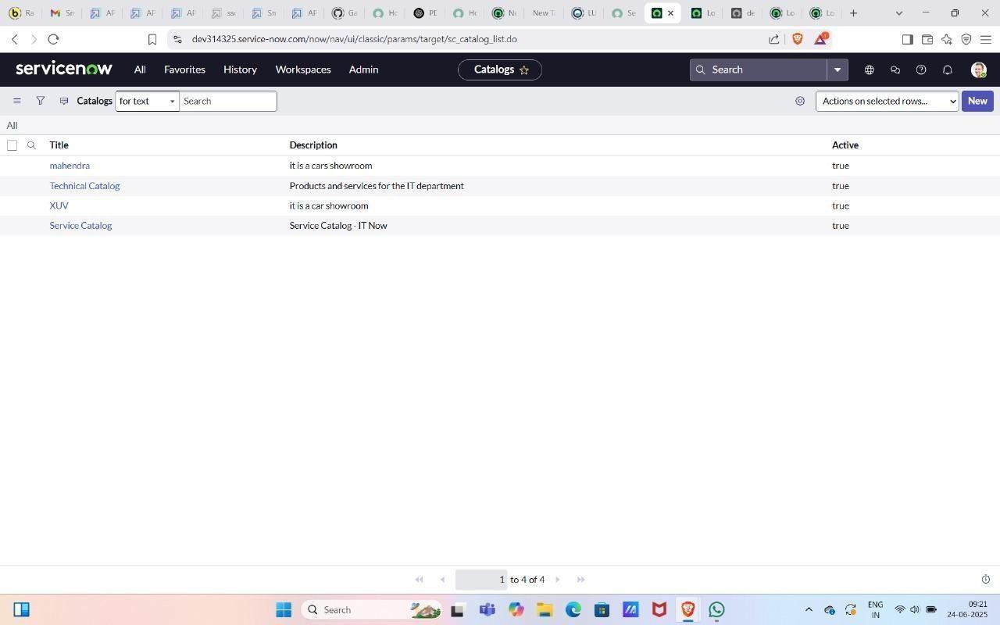 Ra Sn AF AF AF ssc Sn AF Ga Hc PD Hc Ne New T LU Se Lo de Lo Lo
dev314325.service-now.com/now/nav/ui/classic/params/target/sc_catalog_list.do
servicenow All Favorites History Workspaces Admin Catalogs Search
Catalogs for text Search Actions on selected rows... New
All
Title Description Active
mahendra it is a cars showroom true
Technical Catalog Products and services for the IT department true
XUV it is a car showroom true
Service Catalog Service Catalog - IT Now true
1 to 4 of 4
Search ENG 09:21
IN 24-06-2025